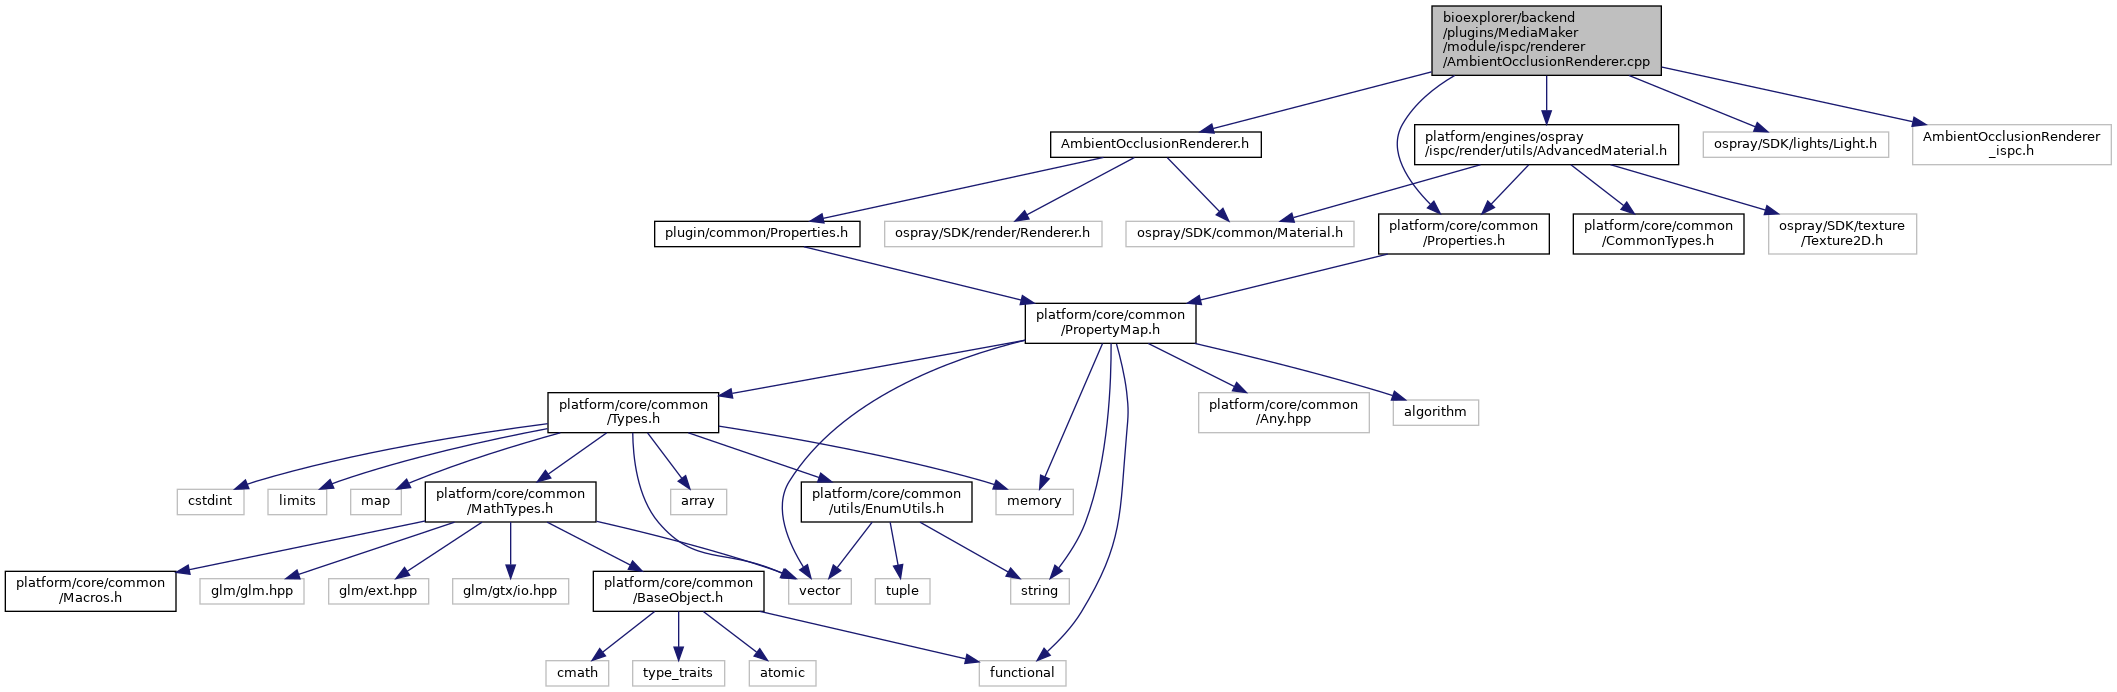 bioexplorer/backend
/plugins/MediaMaker
/module/ispc/renderer
/AmbientOcclusionRenderer.cpp
AmbientOcclusionRenderer.h
platform/engines/ospray
/ispc/render/utils/AdvancedMaterial.h
ospray/SDK/lights/Light.h
AmbientOcclusionRenderer
_ispc.h
plugin/common/Properties.h
ospray/SDK/render/Renderer.h
ospray/SDK/common/Material.h
platform/core/common
/Properties.h
platform/core/common
/CommonTypes.h
ospray/SDK/texture
/Texture2D.h
platform/core/common
/PropertyMap.h
platform/core/common
/Types.h
platform/core/common
/Any.hpp
algorithm
cstdint
limits
map
platform/core/common
/MathTypes.h
array
platform/core/common
/utils/EnumUtils.h
memory
platform/core/common
/Macros.h
glm/glm.hpp
glm/ext.hpp
glm/gtx/io.hpp
platform/core/common
/BaseObject.h
vector
tuple
string
cmath
type_traits
atomic
functional